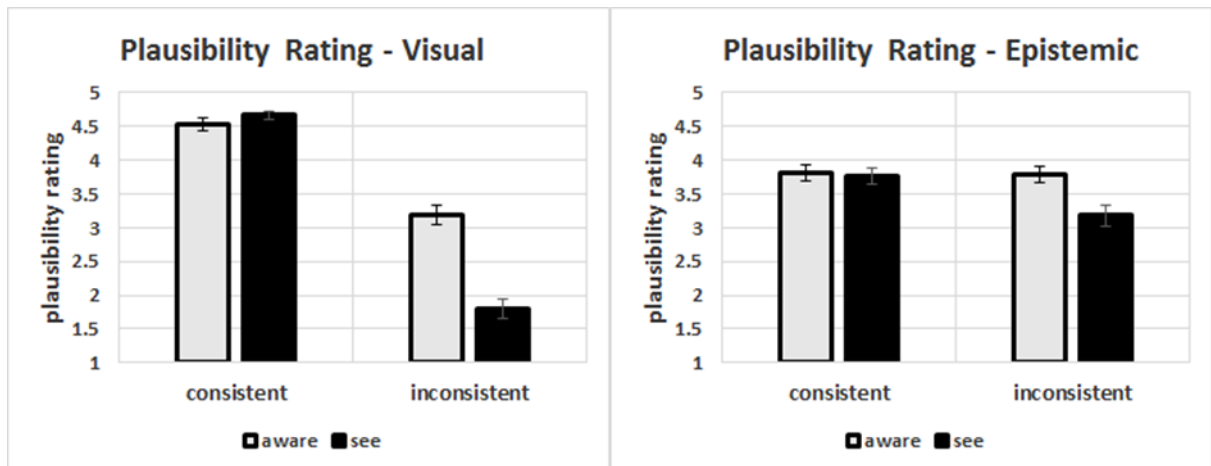 Plausibility Rating - Visual
plausibility rating
5
4.5
4
3.5
3
2.5
2
1.5
1
consistent inconsistent
aware see
Plausibility Rating - Epistemic
plausibility rating
5
4.5
4
3.5
3
2.5
2
1.5
1
consistent inconsistent
aware see